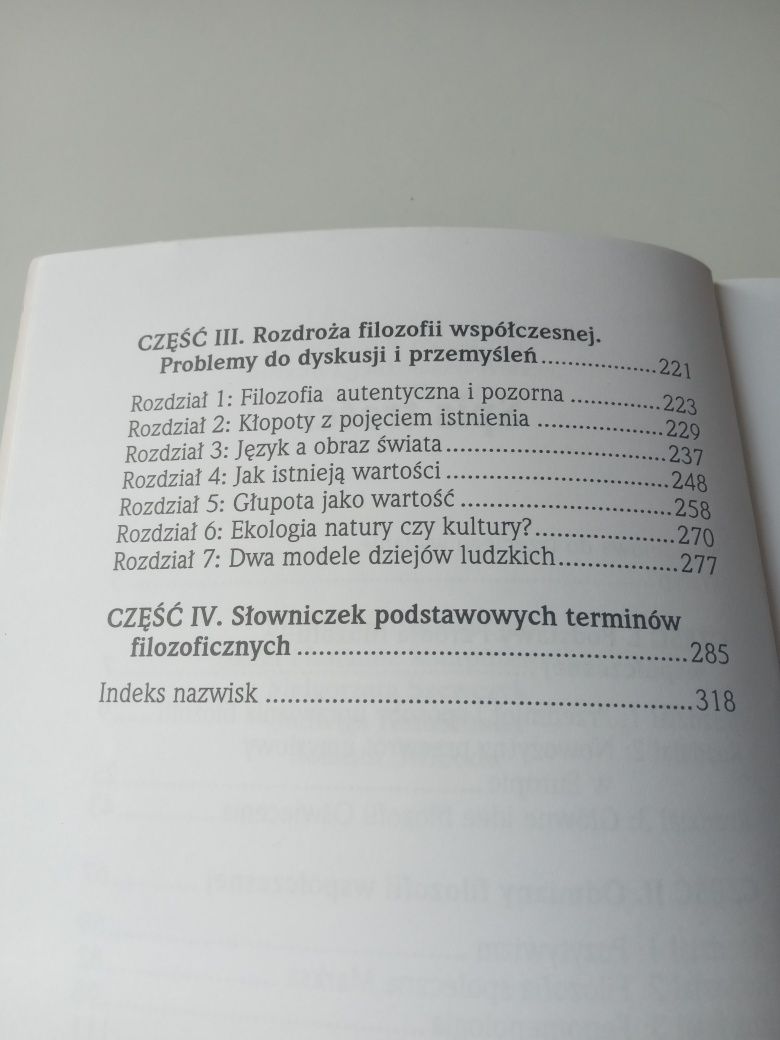 CZĘŚĆ III. Rozdroża filozofii współczesnej.
Problemy do dyskusji i przemyśleń..................221
Rozdział 1: Filozofia autentyczna i pozorna .............223
Rozdział 2: Kłopoty z pojęciem istnienia ..................229
Rozdział 3: Język a obraz świata................................237
Rozdział 4: Jak istnieją wartości ................................248
Rozdział 5: Głupota jako wartość ..............................258
Rozdział 6: Ekologia natury czy kultury?....................270
Rozdział 7: Dwa modele dziejów ludzkich.................277
CZĘŚĆ IV. Słowniczek podstawowych terminów
filozoficznych ........................................................285
Indeks nazwisk .............................................................318